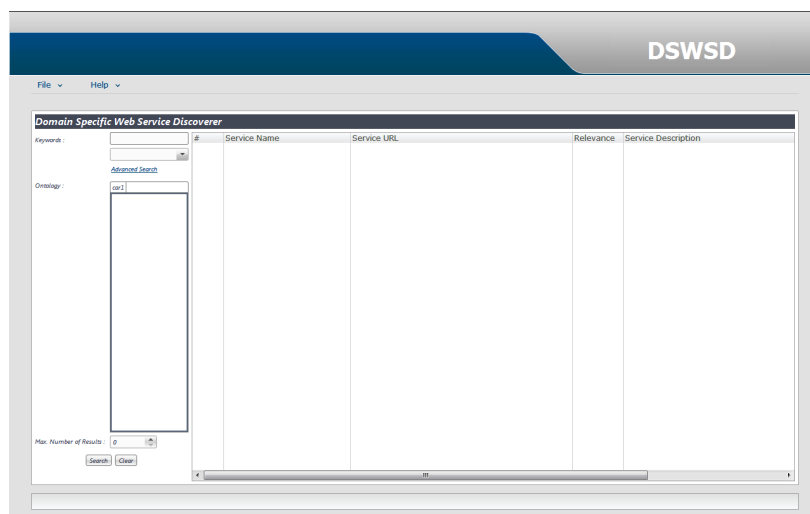 DSWSD
File Help
Domain Specific Web Service Discoverer
Keywords : # Service Name Service URL Relevance Service Description
Advanced Search
Ontology : car1
Max. Number of Results : 0
Search Clear